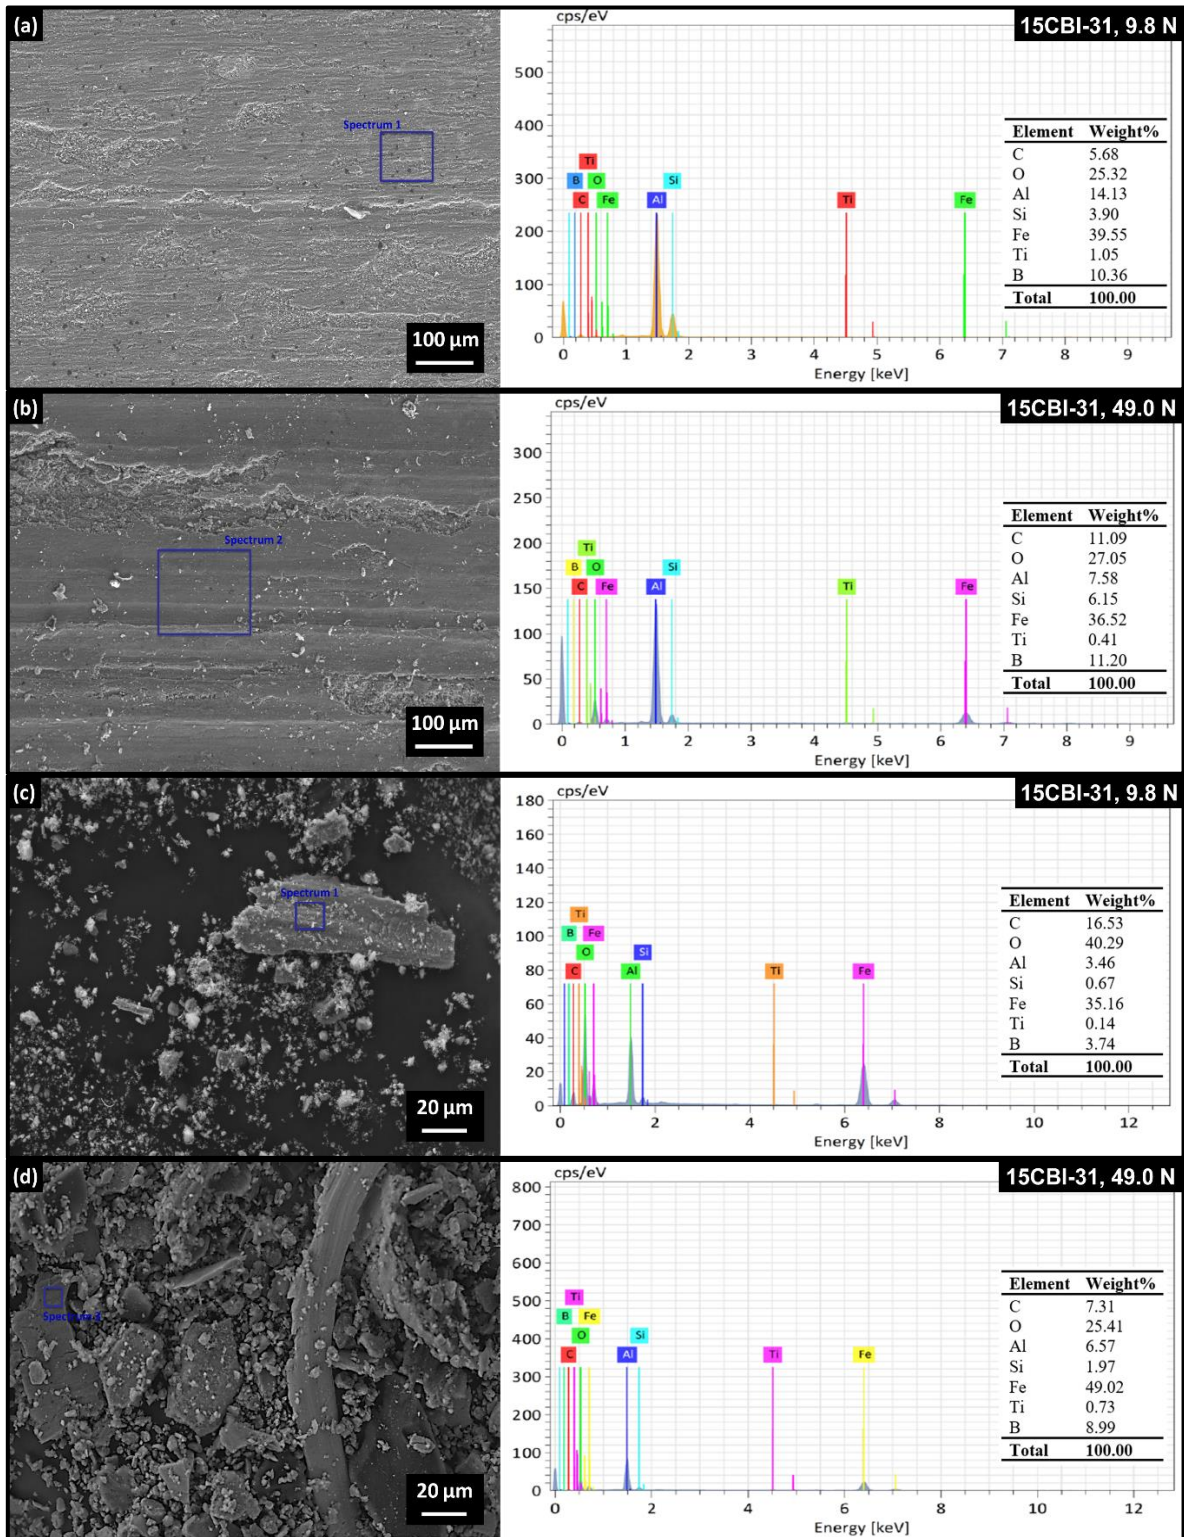 (a)
Spectrum 1
100 µm
cps/eV
15CBI-31, 9.8 N
500
400
300
200
100
0
Ti
B O Si
C Fe Al Ti Fe
0 1 2 3 4 5 6 7 8 9
Energy [keV]
Element Weight%
C 5.68
O 25.32
Al 14.13
Si 3.90
Fe 39.55
Ti 1.05
B 10.36
Total 100.00
(b)
Spectrum 2
100 µm
cps/eV
15CBI-31, 49.0 N
300
250
200
150
100
50
0
Ti
B O Si
C Fe Al Ti Fe
0 1 2 3 4 5 6 7 8 9
Energy [keV]
Element Weight%
C 11.09
O 27.05
Al 7.58
Si 6.15
Fe 36.52
Ti 0.41
B 11.20
Total 100.00
(c)
Spectrum 1
20 µm
cps/eV
15CBI-31, 9.8 N
180
160
140
120
100
80
60
40
20
0
Ti
B Fe
O Si
C Al Ti Fe
0 2 4 6 8 10 12
Energy [keV]
Element Weight%
C 16.53
O 40.29
Al 3.46
Si 0.67
Fe 35.16
Ti 0.14
B 3.74
Total 100.00
(d)
20 µm
cps/eV
15CBI-31, 49.0 N
800
700
600
500
400
300
200
100
0
Ti
B Fe
O Si
C Al Ti Fe
0 2 4 6 8 10 12
Energy [keV]
Element Weight%
C 7.31
O 25.41
Al 6.57
Si 1.97
Fe 49.02
Ti 0.73
B 8.99
Total 100.00